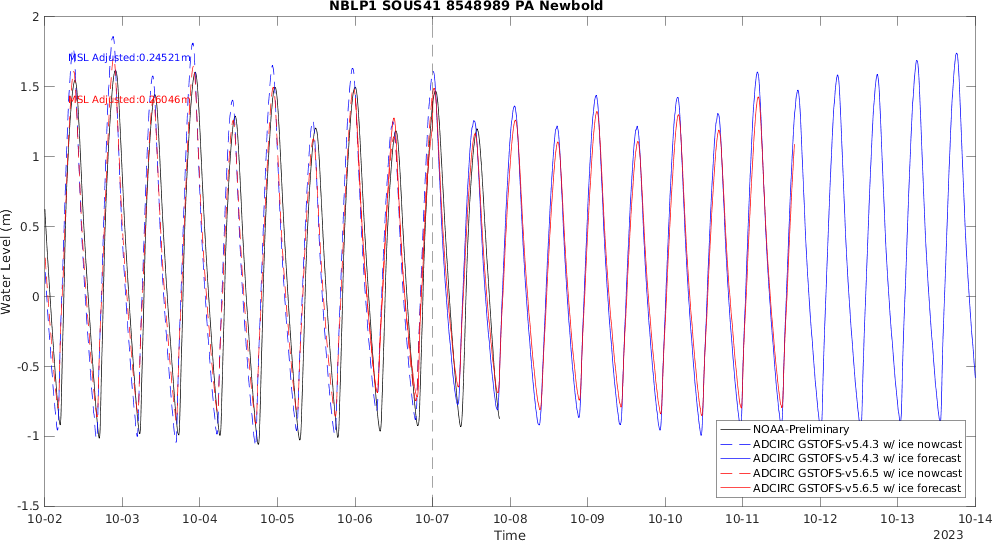 NBLP1 SOUS41 8548989 PA Newbold
2
1.5
1
0.5
0
-0.5
-1
-1.5
Water Level (m)
MSL Adjusted:0.24521m
MSL Adjusted:0.26046m
NOAA-Preliminary
ADCIRC GSTOFS-v5.4.3 w/ ice nowcast
ADCIRC GSTOFS-v5.4.3 w/ ice forecast
ADCIRC GSTOFS-v5.6.5 w/ ice nowcast
ADCIRC GSTOFS-v5.6.5 w/ ice forecast
10-02 10-03 10-04 10-05 10-06 10-07 10-08 10-09 10-10 10-11 10-12 10-13 10-14
Time
2023